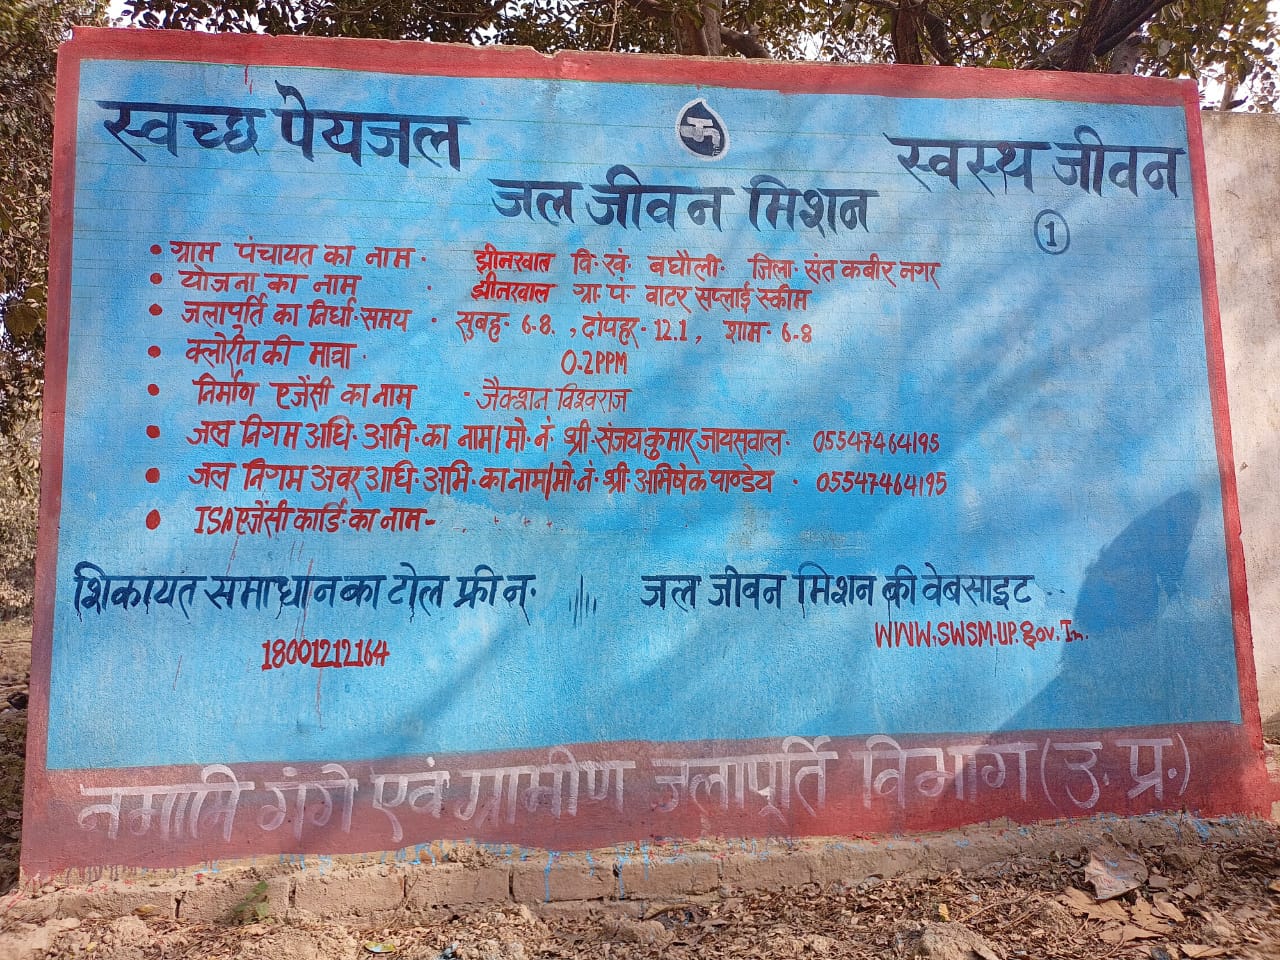 स्वच्छ पेयजल
स्वस्थ जीवन
जल जीवन मिशन
1
• ग्राम पंचायत का नाम · झीनखाल वि·खं· बघौली· जिला· संत कबीर नगर
• योजना का नाम · झीनखाल ग्रा·पं· वाटर सप्लाई स्कीम
• जलापुर्ति का निर्धा·समय · सुबह· 6-8. , दोपहर· 12.1 , शाम· 6-8
• क्लोरीन की मात्रा · 0.2PPM
• निर्माण एजेंसी का नाम · जैक्शन विश्वराज
• जल निगम अधि· अभि· का नाम/मो·नं· श्री·संजय कुमार जायसवाल· 05547464195
• जल निगम अवर अधि· अभि·का नाम/मो·नं· श्री· अभिषेक पाण्डेय · 05547464195
• ISA एजेंसी कार्डि·का नाम-
शिकायत समाधान का टोल फ्री न्·
18001212164
जल जीवन मिशन की वेबसाइट
WWW.SWSM.UP.gov.In.
नमामि गंगे एवं ग्रामीण जलापूर्ति विभाग (उ. प्र.)